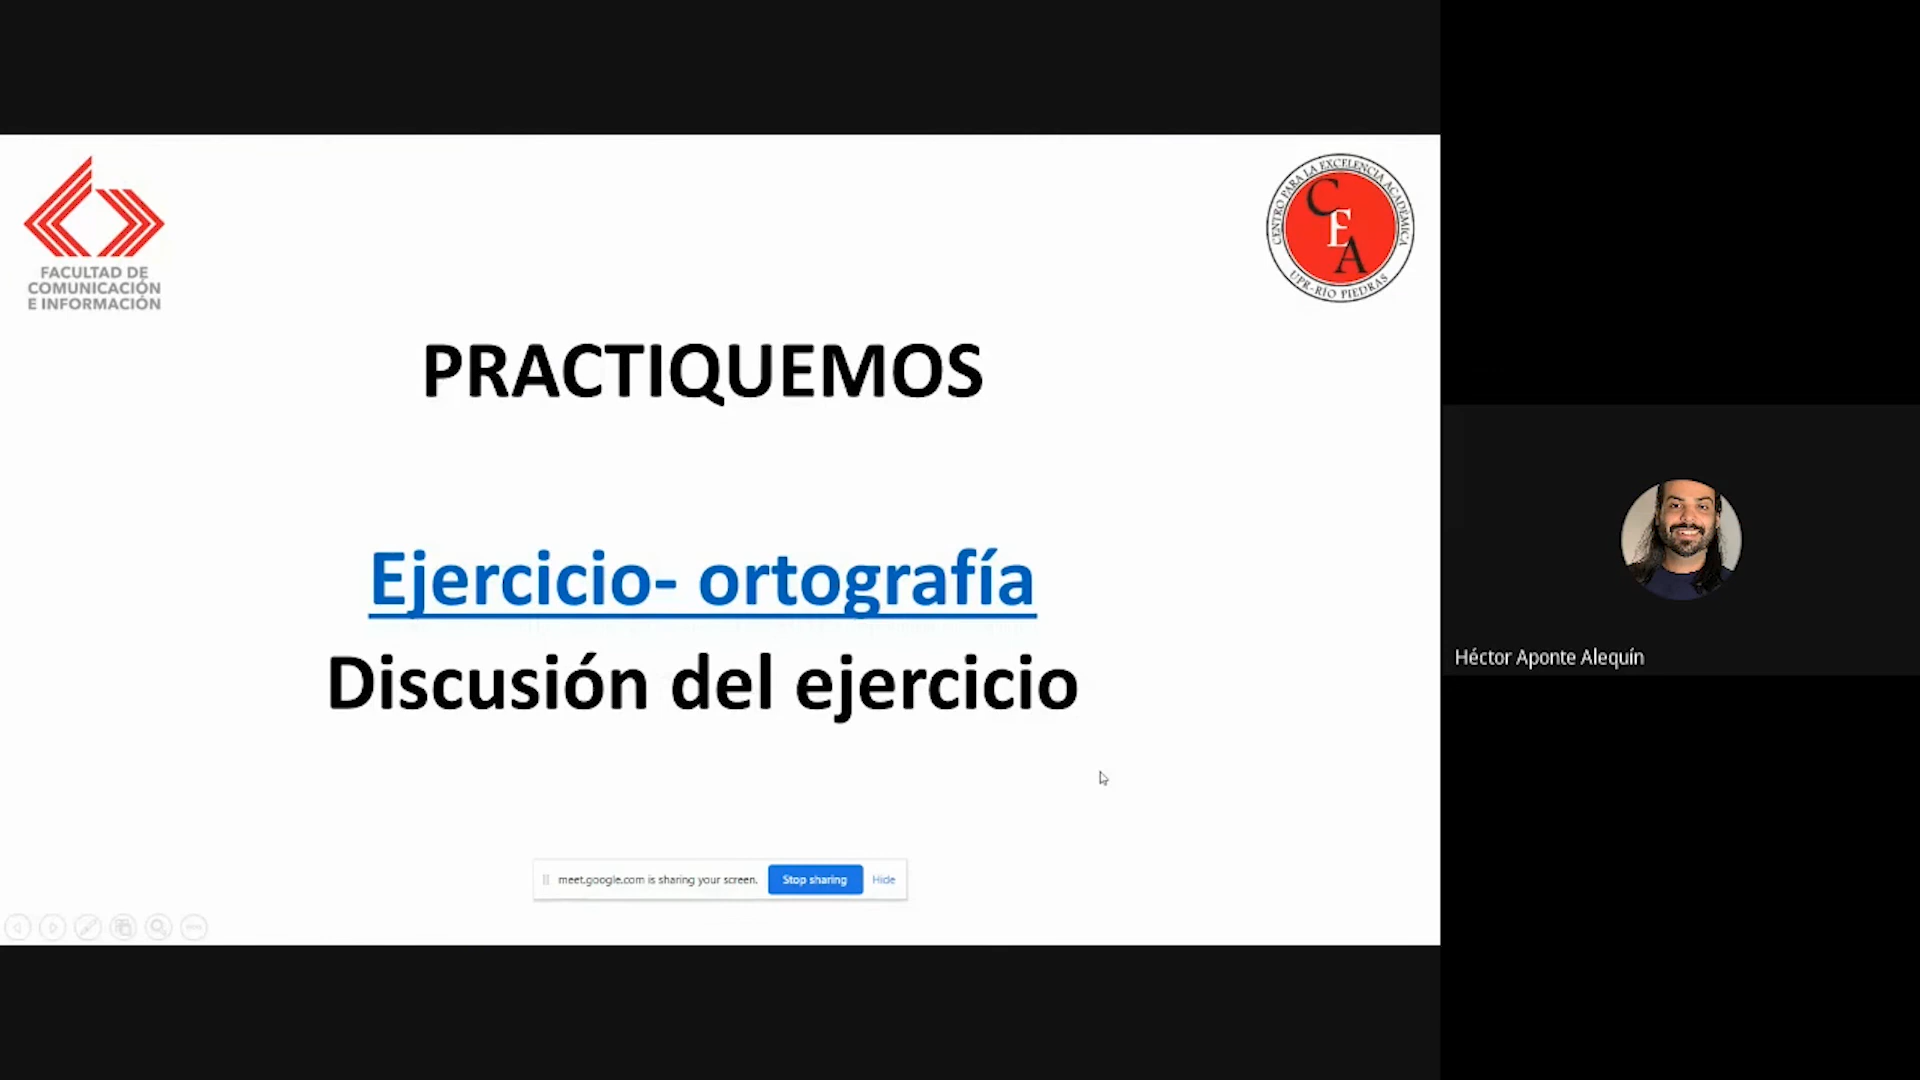 FACULTAD DE
COMUNICACIÓN
E INFORMACIÓN
CENTRO PARA LA EXCELENCIA ACADÉMICA
CEA
UPR-RÍO PIEDRAS
PRACTIQUEMOS
Ejercicio- ortografía
Discusión del ejercicio
Héctor Aponte Alequín
meet.google.com is sharing your screen. Stop sharing Hide